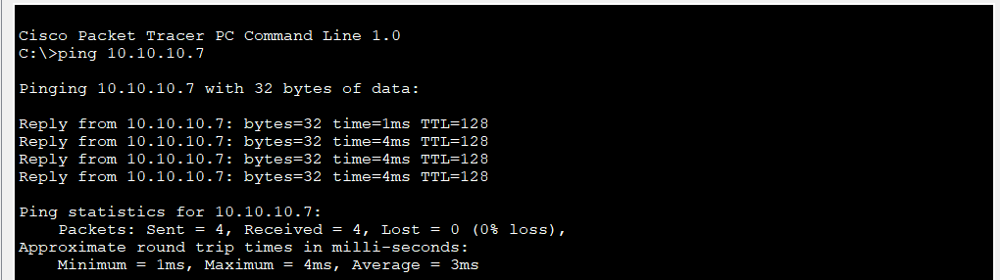 Cisco Packet Tracer PC Command Line 1.0
C:\>ping 10.10.10.7
Pinging 10.10.10.7 with 32 bytes of data:
Reply from 10.10.10.7: bytes=32 time=1ms TTL=128
Reply from 10.10.10.7: bytes=32 time=4ms TTL=128
Reply from 10.10.10.7: bytes=32 time=4ms TTL=128
Reply from 10.10.10.7: bytes=32 time=4ms TTL=128
Ping statistics for 10.10.10.7:
    Packets: Sent = 4, Received = 4, Lost = 0 (0% loss),
Approximate round trip times in milli-seconds:
    Minimum = 1ms, Maximum = 4ms, Average = 3ms